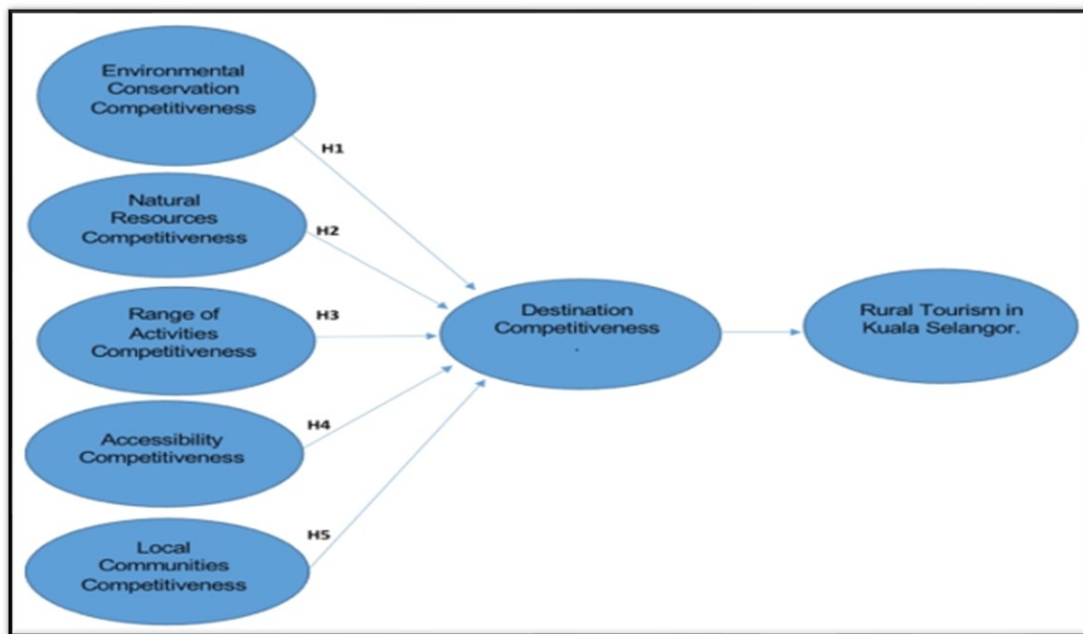 Environmental
Conservation
Competitiveness
H1
Natural
Resources
Competitiveness
H2
Range of
Activities
Competitiveness
H3
Accessibility
Competitiveness
H4
Local
Communities
Competitiveness
H5
Destination
Competitiveness
.
Rural Tourism in
Kuala Selangor.